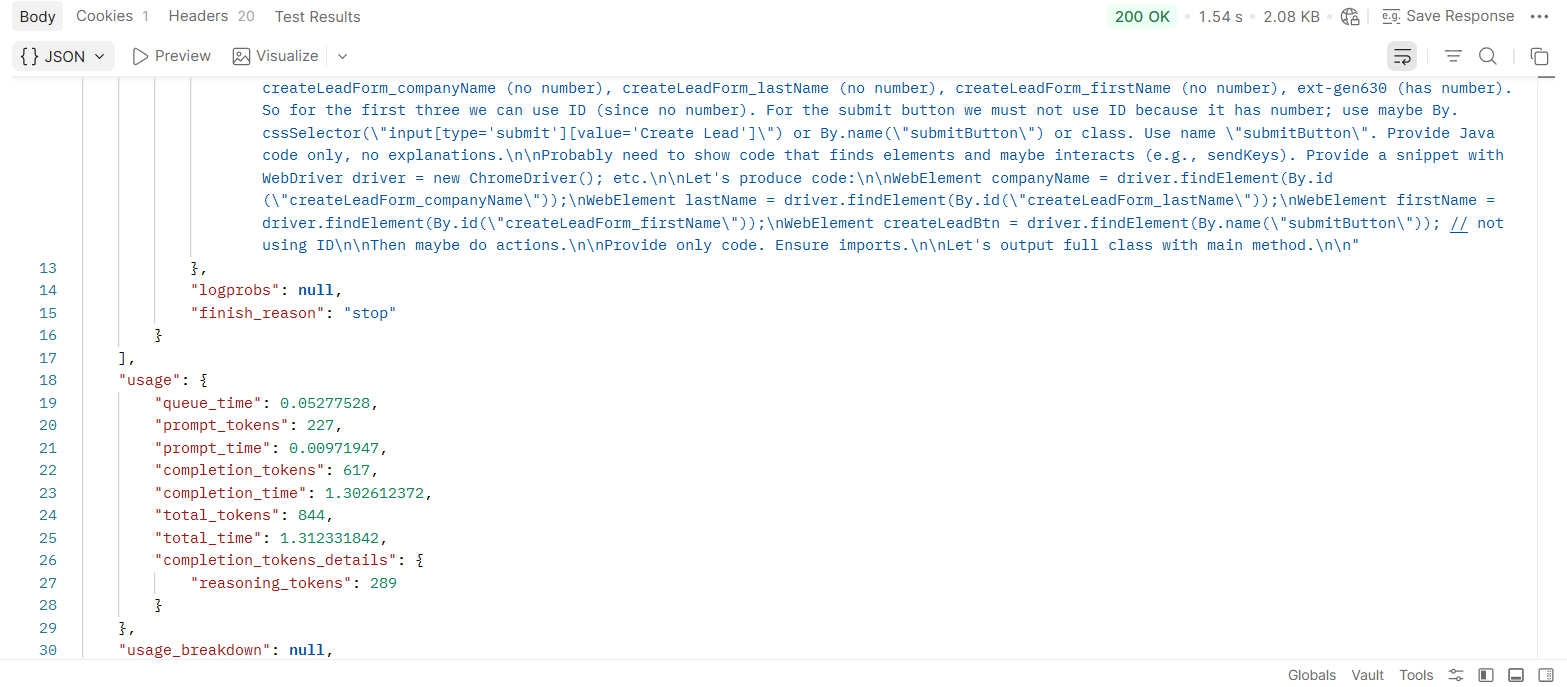 Body Cookies 1 Headers 20 Test Results 200 OK • 1.54 s • 2.08 KB • e.g. Save Response
{} JSON Preview Visualize
createLeadForm_companyName (no number), createLeadForm_lastName (no number), createLeadForm_firstName (no number), ext-gen630 (has number).
So for the first three we can use ID (since no number). For the submit button we must not use ID because it has number; use maybe By.
cssSelector(\"input[type='submit'][value='Create Lead']\") or By.name(\"submitButton\") or class. Use name \"submitButton\". Provide Java
code only, no explanations.\n\nProbably need to show code that finds elements and maybe interacts (e.g., sendKeys). Provide a snippet with
WebDriver driver = new ChromeDriver(); etc.\n\nLet's produce code:\n\nWebElement companyName = driver.findElement(By.id
(\"createLeadForm_companyName\"));\nWebElement lastName = driver.findElement(By.id(\"createLeadForm_lastName\"));\nWebElement firstName =
driver.findElement(By.id(\"createLeadForm_firstName\"));\nWebElement createLeadBtn = driver.findElement(By.name(\"submitButton\")); // not
using ID\n\nThen maybe do actions.\n\nProvide only code. Ensure imports.\n\nLet's output full class with main method.\n\n"
13 },
14 "logprobs": null,
15 "finish_reason": "stop"
16 }
17 ],
18 "usage": {
19 "queue_time": 0.05277528,
20 "prompt_tokens": 227,
21 "prompt_time": 0.00971947,
22 "completion_tokens": 617,
23 "completion_time": 1.302612372,
24 "total_tokens": 844,
25 "total_time": 1.312331842,
26 "completion_tokens_details": {
27 "reasoning_tokens": 289
28 }
29 },
30 "usage_breakdown": null,
Globals Vault Tools